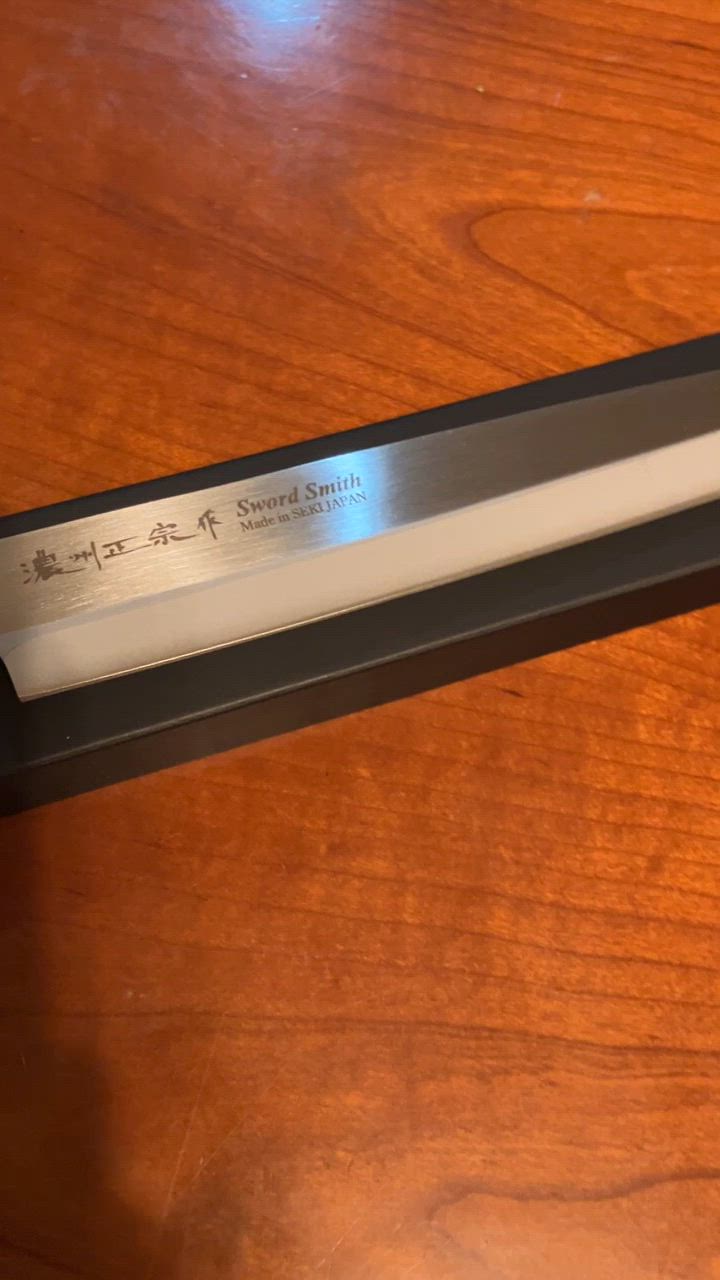 濃州正宗作
Sword Smith
Made in SEKI JAPAN